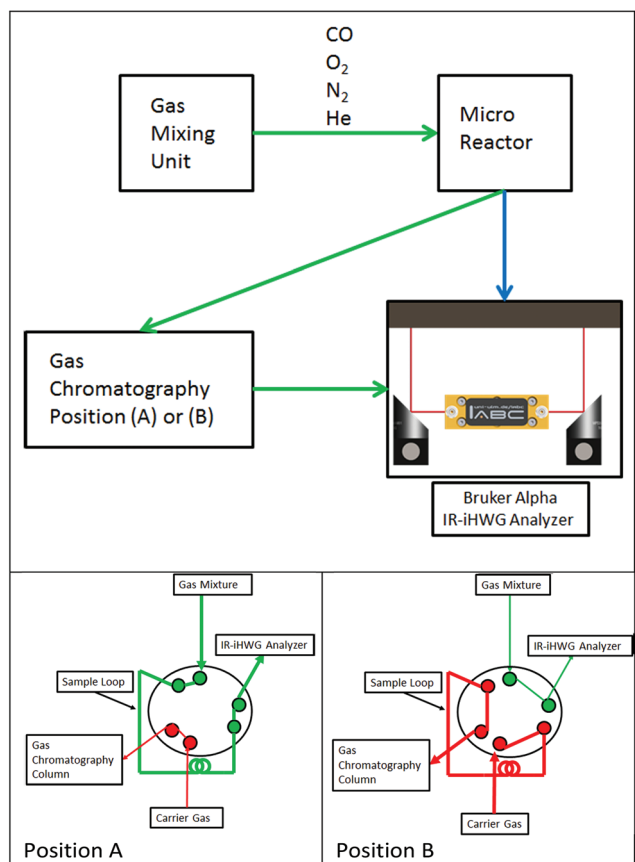 CO
O₂
N₂
He
Gas
Mixing
Unit
Micro
Reactor
Gas
Chromatography
Position (A) or (B)
iABC
Bruker Alpha
IR-iHWG Analyzer
Gas Mixture
IR-iHWG Analyzer
Sample Loop
Gas
Chromatography
Column
Carrier Gas
Position A
Gas Mixture
IR-iHWG Analyzer
Sample Loop
Gas
Chromatography
Column
Carrier Gas
Position B